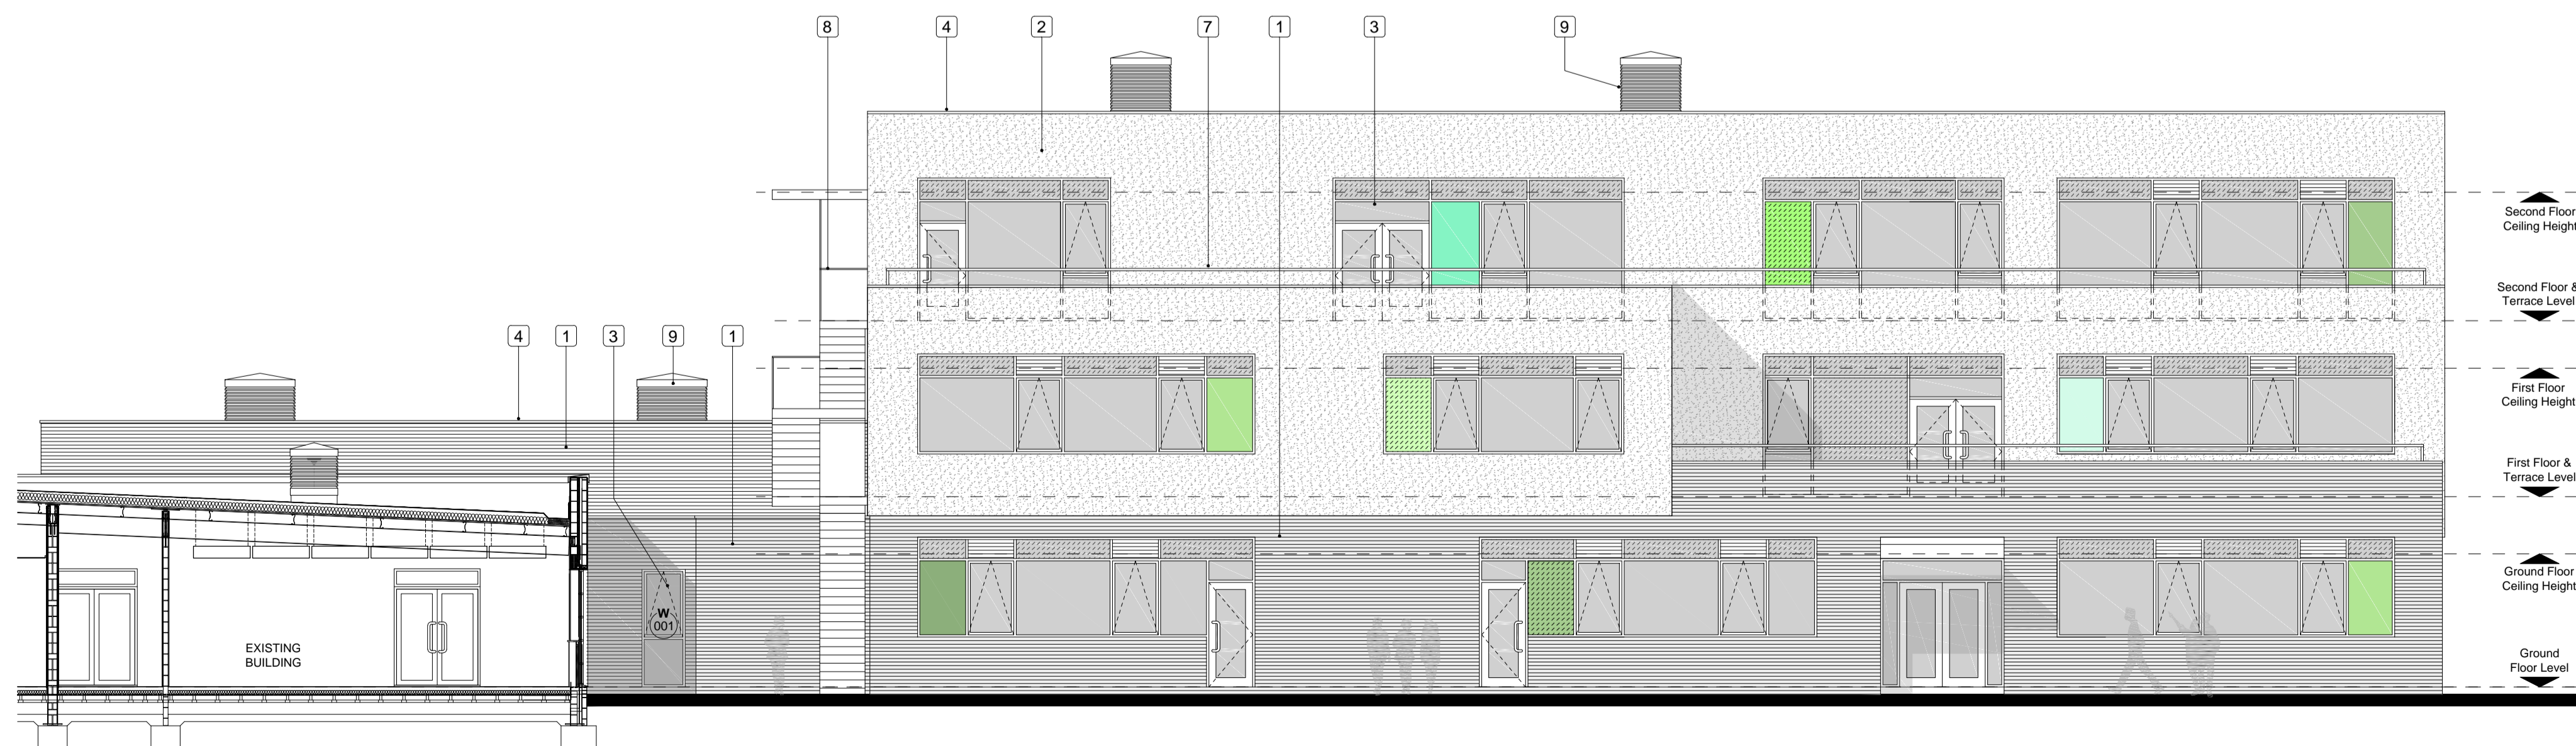 8
4
2
7
1
3
9
4
1
3
9
1
Second Floor
Ceiling Height
Second Floor &
Terrace Level
First Floor
Ceiling Height
First Floor &
Terrace Level
Ground Floor
Ceiling Height
Ground
Floor Level
W
001
EXISTING
BUILDING